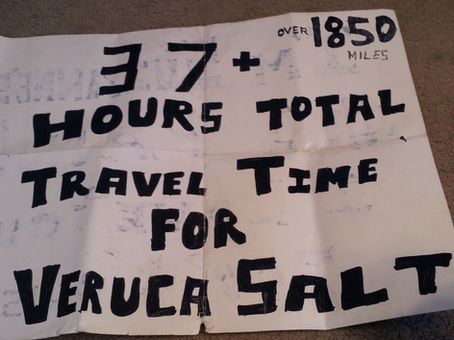 OVER 1850
MILES
37+
HOURS TOTAL
TRAVEL TIME
FOR
VERUCA SALT